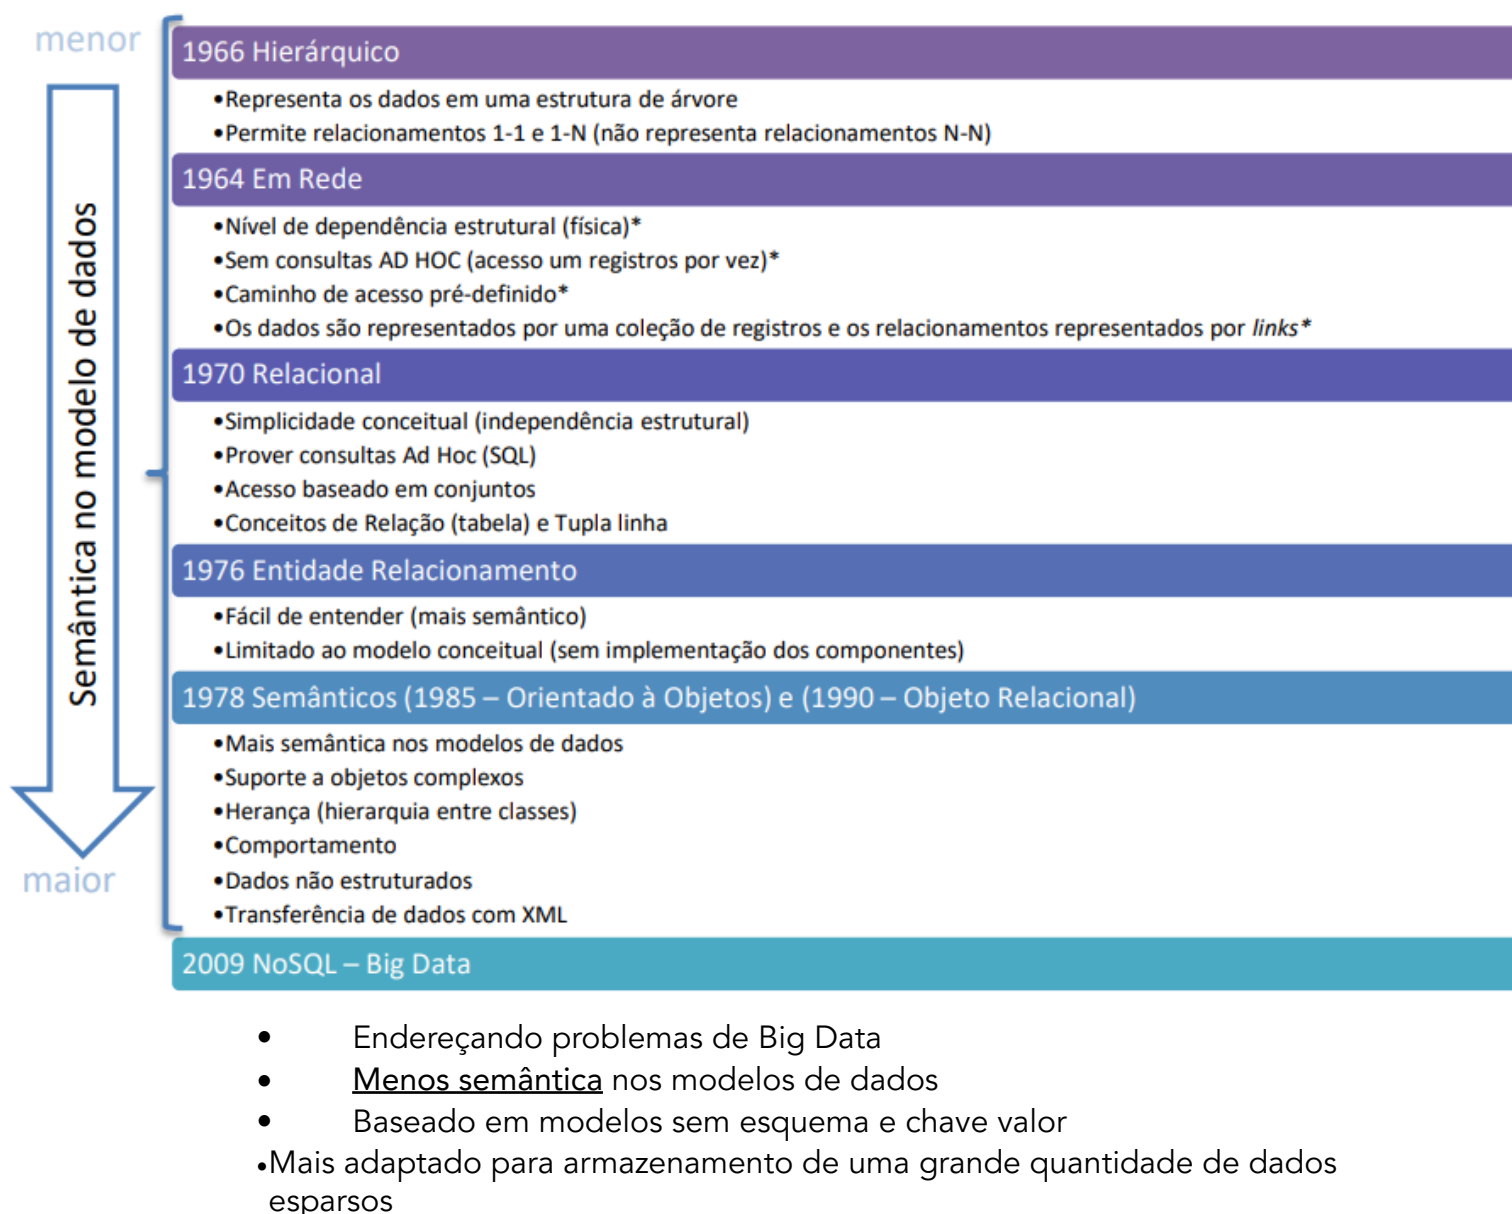 menor
Semântica no modelo de dados
maior
1966 Hierárquico
•Representa os dados em uma estrutura de árvore
•Permite relacionamentos 1-1 e 1-N (não representa relacionamentos N-N)
1964 Em Rede
•Nível de dependência estrutural (física)*
•Sem consultas AD HOC (acesso um registros por vez)*
•Caminho de acesso pré-definido*
•Os dados são representados por uma coleção de registros e os relacionamentos representados por links*
1970 Relacional
•Simplicidade conceitual (independência estrutural)
•Prover consultas Ad Hoc (SQL)
•Acesso baseado em conjuntos
•Conceitos de Relação (tabela) e Tupla linha
1976 Entidade Relacionamento
•Fácil de entender (mais semântico)
•Limitado ao modelo conceitual (sem implementação dos componentes)
1978 Semânticos (1985 – Orientado à Objetos) e (1990 – Objeto Relacional)
•Mais semântica nos modelos de dados
•Suporte a objetos complexos
•Herança (hierarquia entre classes)
•Comportamento
•Dados não estruturados
•Transferência de dados com XML
2009 NoSQL – Big Data
• Endereçando problemas de Big Data
• Menos semântica nos modelos de dados
• Baseado em modelos sem esquema e chave valor
•Mais adaptado para armazenamento de uma grande quantidade de dados
esparsos